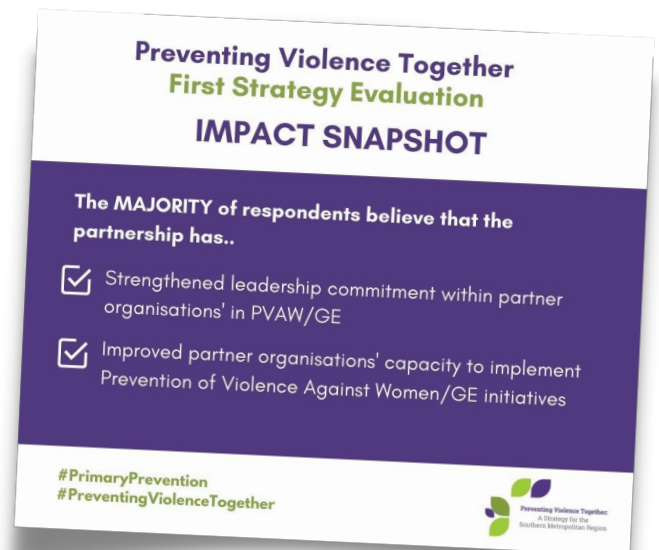 Preventing Violence Together
First Strategy Evaluation
IMPACT SNAPSHOT
The MAJORITY of respondents believe that the
partnership has..
Strengthened leadership commitment within partner
organisations' in PVAW/GE
Improved partner organisations' capacity to implement
Prevention of Violence Against Women/GE initiatives
#PrimaryPrevention
#PreventingViolenceTogether
Preventing Violence Together:
A Strategy for the
Southern Metropolitan Region